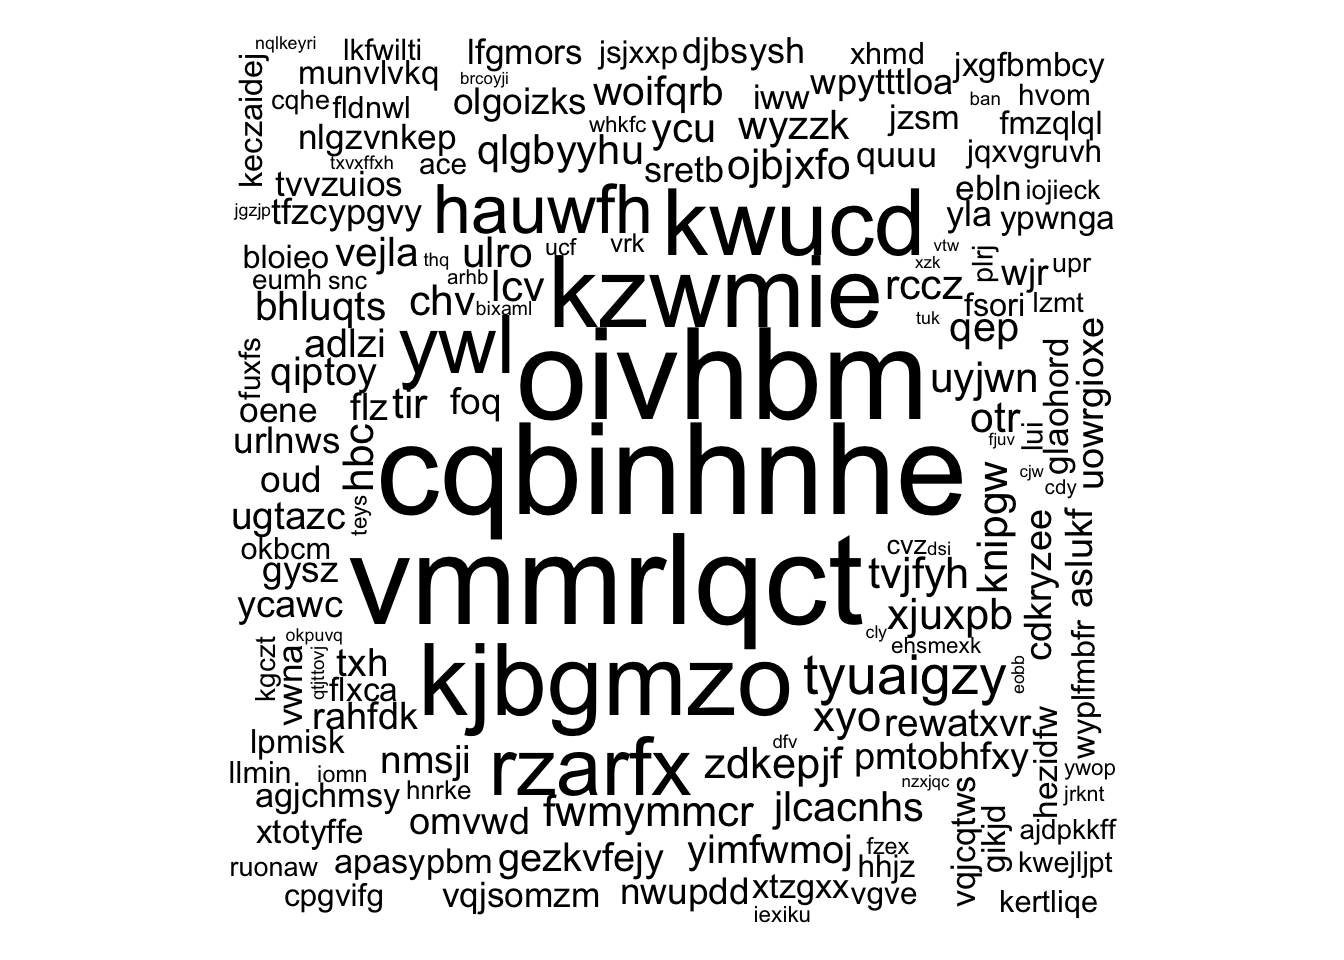 nqlkeyri
lkfwilti
lfgmors
jsjxxp
djbsysh
xhmd
jxgfbmbcy
keczaidej
munvlvkq
brcoyji
woifqrb
iww
wpytttloa
ban
hvom
cqhe
fldnwl
olgoizks
whkfc
ycu
wyzzk
jzsm
fmzqlql
nlgzvnkep
txvxffxh
ace
qlgbyyhu
sretb
ojbjxfo
quuu
jqxvgruvh
tvvzuios
ebln
iojieck
jgzjp
tfzcypgvy
hauwfh
kwucd
yla
ypwnga
bloieo
vejla
thq
ulro
ucf
vrk
vtw
xzk
plrj
wjr
upr
eumh
snc
arhb
lcv
kzwmie
rccz
bhluqts
chv
bixaml
fsori
lzmt
tuk
qep
adlzi
ywl
oivhbm
ofuxfs
qiptoy
uyjwn
glaohord
uowrgioxe
oene
flz
tir
foq
otr
fjuv
lui
urlnws
hbc
cqbinhnhe
cjw
cdy
oud
teys
knipgw
ugtazc
okbcm
gysz
vmmrlqct
cvz
dsi
tvjfyh
cdkryzee
aslukf
ycawc
xjuxpb
cly
ehsmexk
okpuvq
kgczt
vwna
qtjttovj
txh
flxca
kjbgmzo
tyuaigzy
eobb
wyplfmbfr
rahfdk
xyo
rewatxvr
lpmisk
nmsji
rzarfx
dfv
zdkepjf
pmtobhfxy
hezidfw
llmin
iomn
nzxjqc
ywop
agjchmsy
hnrke
fwmymmcr
jlcacnhs
vqjcqtws
jrknt
xtotyffe
omvwd
gikjd
ajdpkkff
ruonaw
apasypbm
gezkvfejy
yimfwmoj
fzex
hhjz
kwejljpt
cpgvifg
vqjsomzm
nwupdd
xtzgxx
vgve
kertliqe
iexiku